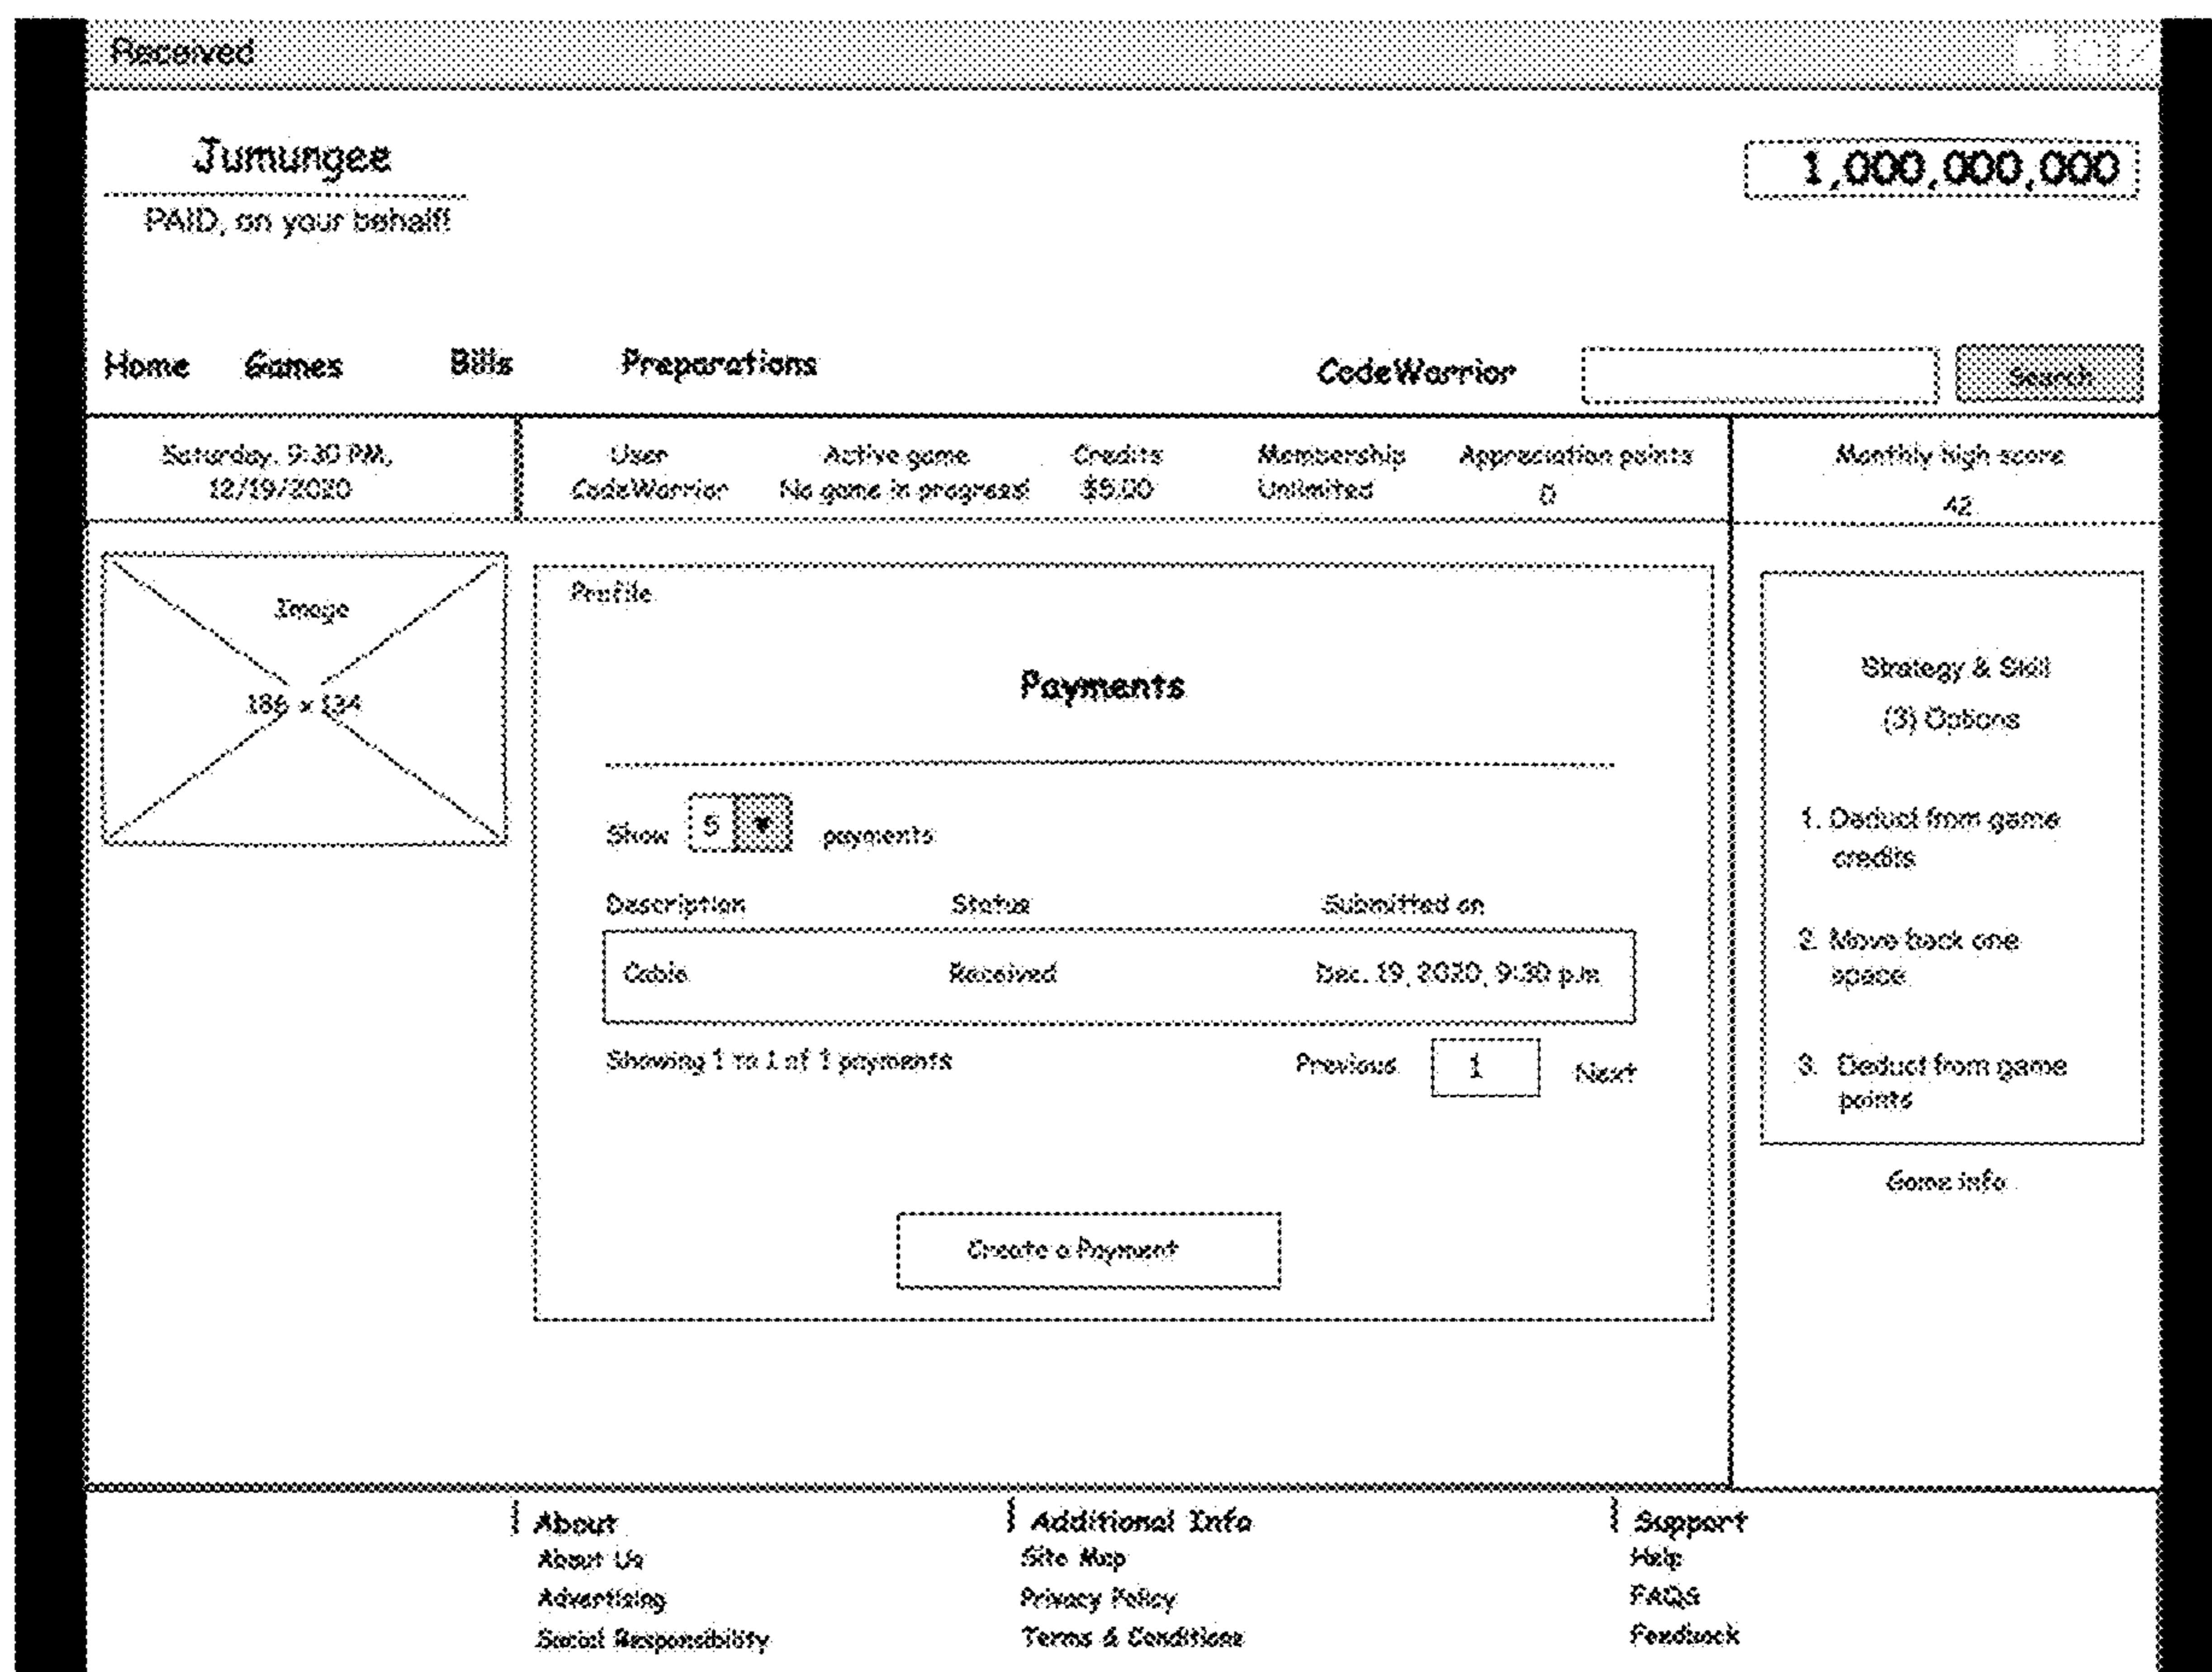 Received
Jumungee
PAID, on your behalf!
1,000,000,000
Home Games Bills Preparations CodeWarrior Search
Saturday, 9:30 PM,
12/19/2020
User Active game Credits Membership Appreciation points
CodeWarrior No game in progress! $5.00 Unlimited 0
Monthly high score
42
Image
186 x 134
Profile
Payments
Show 5 payments
Description Status Submitted on
Cable Received Dec. 19, 2020, 9:30 p.m
Showing 1 to 1 of 1 payments Previous 1 Next
Create a Payment
Strategy & Skill
(3) Options
1. Deduct from game
credits
2. Move back one
space
3. Deduct from game
points
Game info
About
About Us
Advertising
Social Responsibility
Additional Info
Site Map
Privacy Policy
Terms & Conditions
Support
Help
FAQs
Feedback